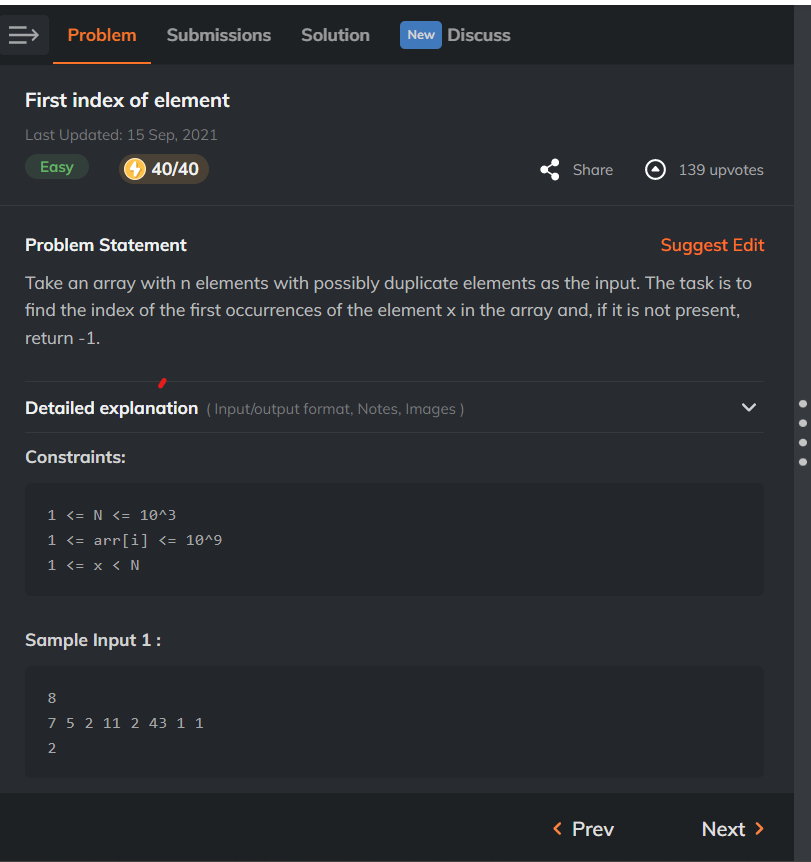 Problem Submissions Solution New Discuss
First index of element
Last Updated: 15 Sep, 2021
Easy 40/40 Share 139 upvotes
Problem Statement Suggest Edit
Take an array with n elements with possibly duplicate elements as the input. The task is to
find the index of the first occurrences of the element x in the array and, if it is not present,
return -1.
Detailed explanation ( Input/output format, Notes, Images )
Constraints:
1 <= N <= 10^3
1 <= arr[i] <= 10^9
1 <= x < N
Sample Input 1 :
8
7 5 2 11 2 43 1 1
2
Prev Next